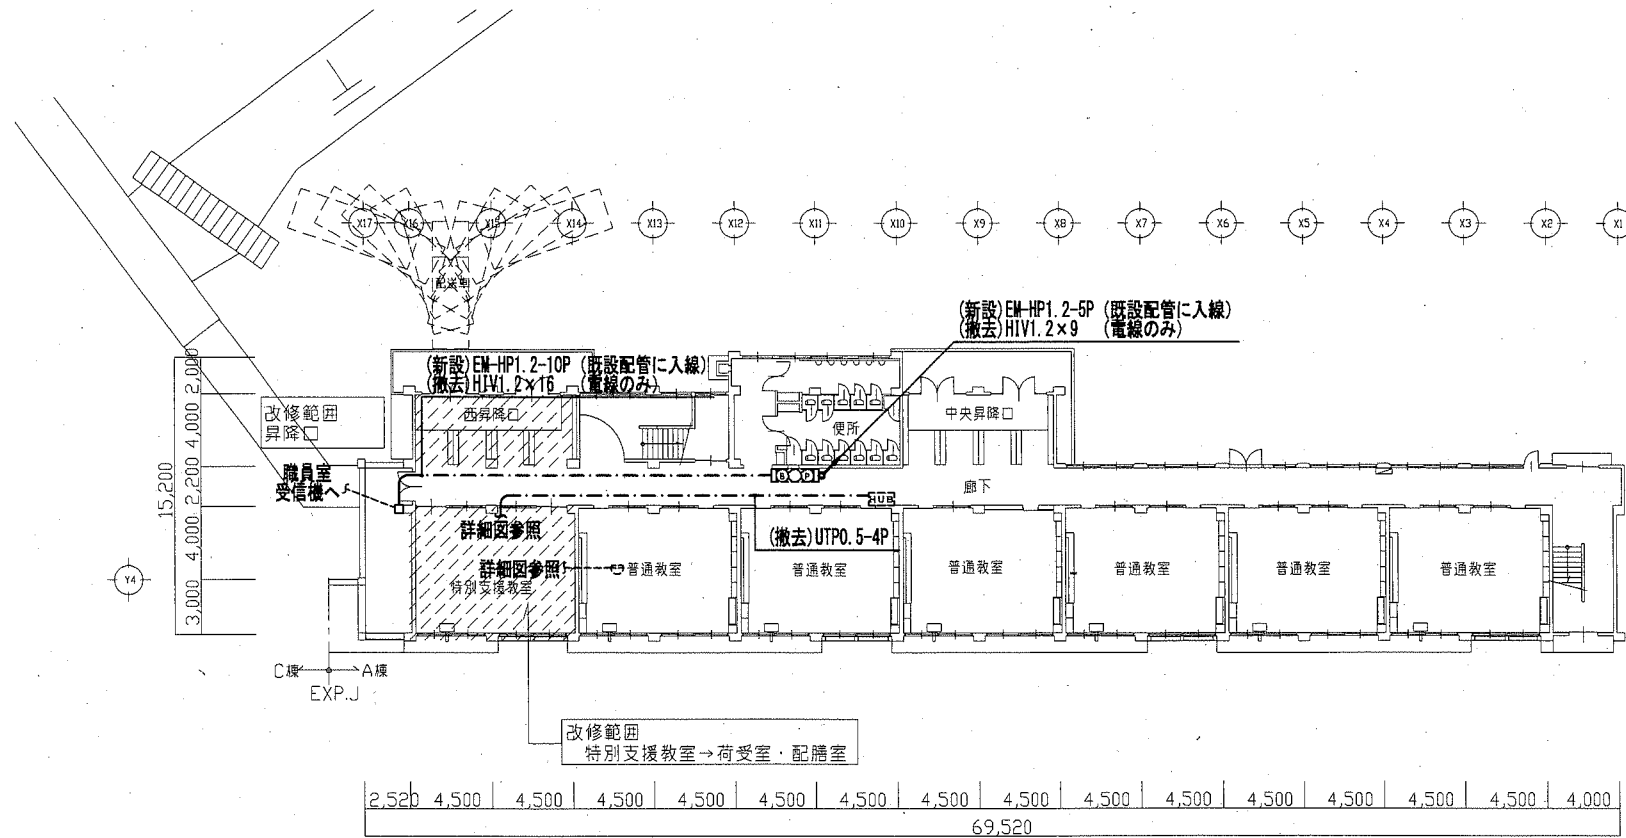 X17
X16
X15
X14
X13
X12
X11
X10
X9
X8
X7
X6
X5
X4
X3
X2
X1
配送車
(新設)EM-HP1.2-5P (既設配管に入線)
(撤去)HIV1.2×9 (電線のみ)
(新設)EM-HP1.2-10P (既設配管に入線)
(撤去)HIV1.2×16 (電線のみ)
改修範囲
昇降口
西昇降口
便所
中央昇降口
職員室
受信機へ
B
P
廊下
HUB
詳細図参照
(撤去)UTP0.5-4P
詳細図参照
特別支援教室
普通教室
普通教室
普通教室
普通教室
普通教室
普通教室
2,000
4,000
2,200
4,000
3,000
15,200
Y4
C棟
A棟
EXP.J
改修範囲
特別支援教室→荷受室・配膳室
2,520
4,500
4,500
4,500
4,500
4,500
4,500
4,500
4,500
4,500
4,500
4,500
4,500
4,500
4,500
4,000
69,520